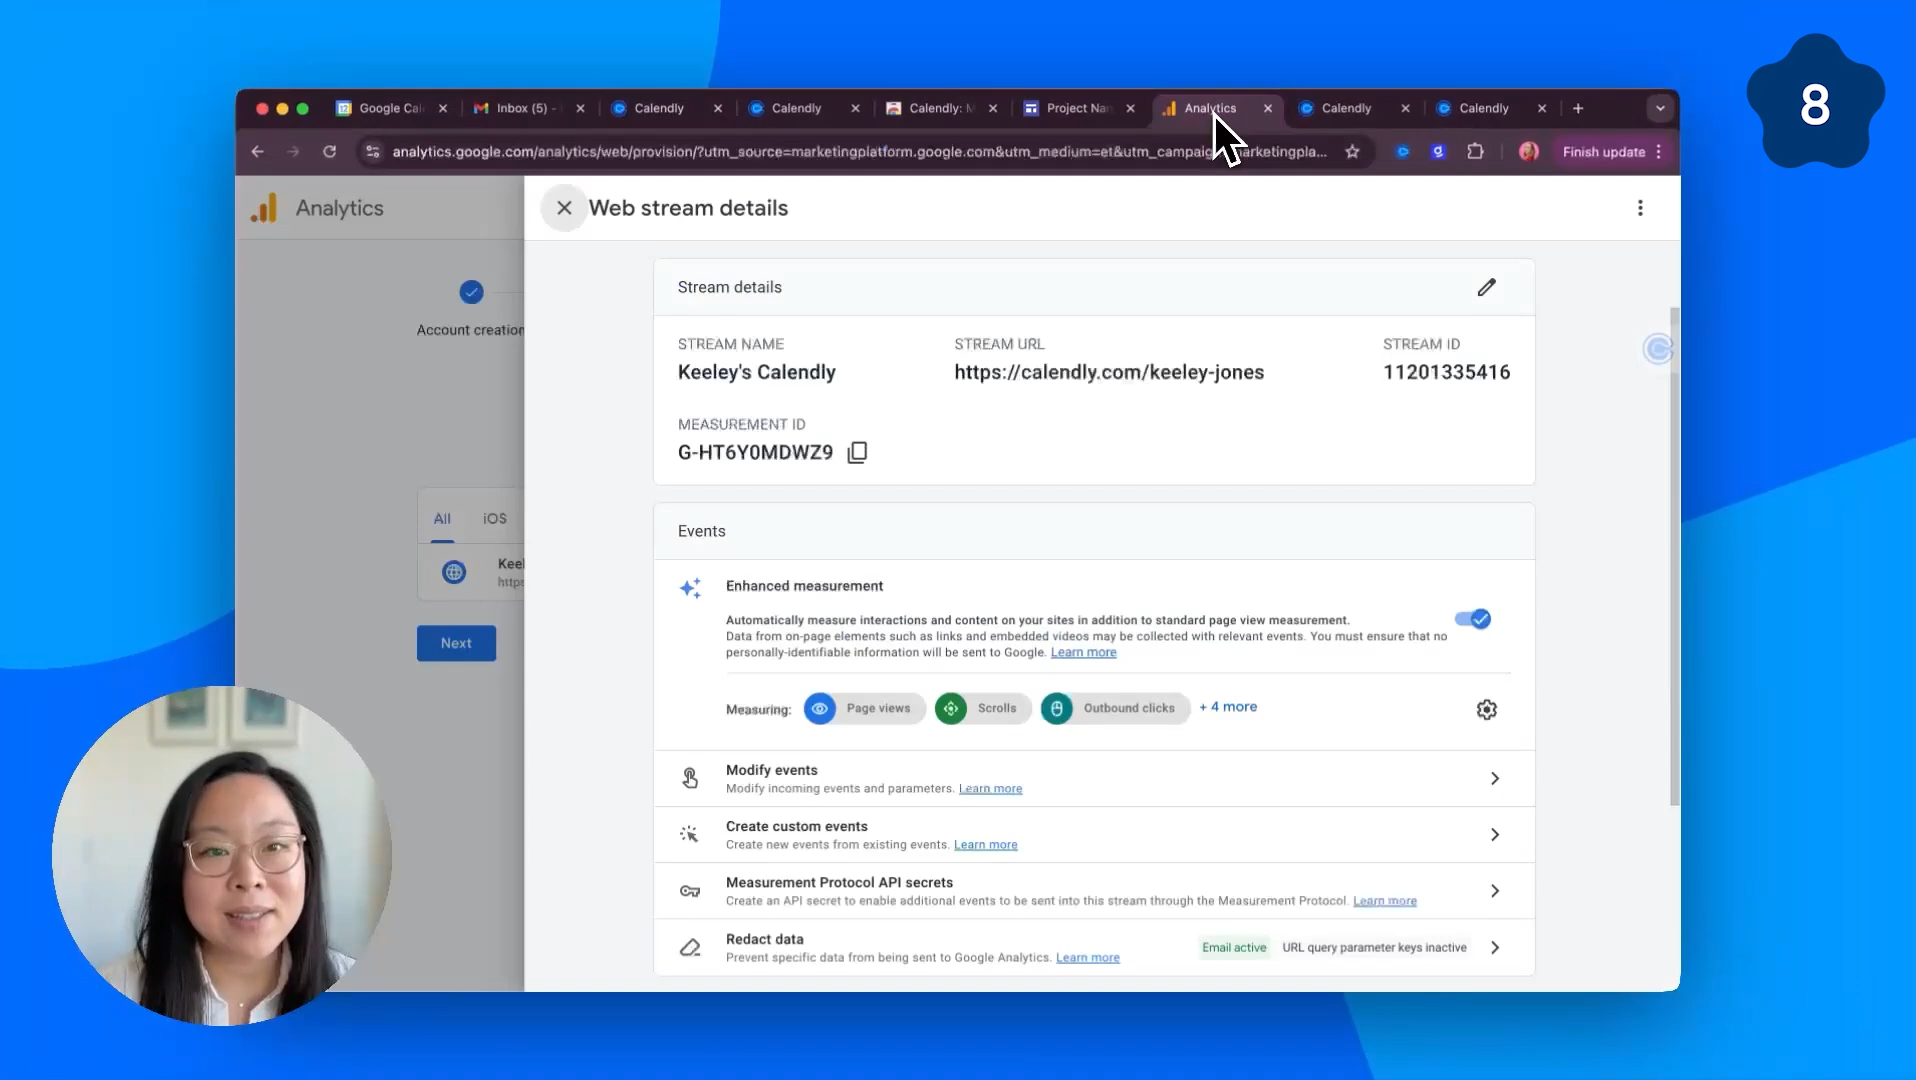 8
Google Cal
Inbox (5) -
Calendly
Calendly
Calendly: M
Project Nam
Analytics
Calendly
Calendly
analytics.google.com/analytics/web/provision/?utm_source=marketingplatform.google.com&utm_medium=et&utm_campaig marketingpla...
Finish update
Analytics
Web stream details
Account creation
All
iOS
Keel
https
Next
Stream details
STREAM NAME
Keeley's Calendly
STREAM URL
https://calendly.com/keeley-jones
STREAM ID
11201335416
MEASUREMENT ID
G-HT6Y0MDWZ9
Events
Enhanced measurement
Automatically measure interactions and content on your sites in addition to standard page view measurement.
Data from on-page elements such as links and embedded videos may be collected with relevant events. You must ensure that no
personally-identifiable information will be sent to Google. Learn more
Measuring:
Page views
Scrolls
Outbound clicks
+ 4 more
Modify events
Modify incoming events and parameters. Learn more
Create custom events
Create new events from existing events. Learn more
Measurement Protocol API secrets
Create an API secret to enable additional events to be sent into this stream through the Measurement Protocol. Learn more
Redact data
Prevent specific data from being sent to Google Analytics. Learn more
Email active
URL query parameter keys inactive